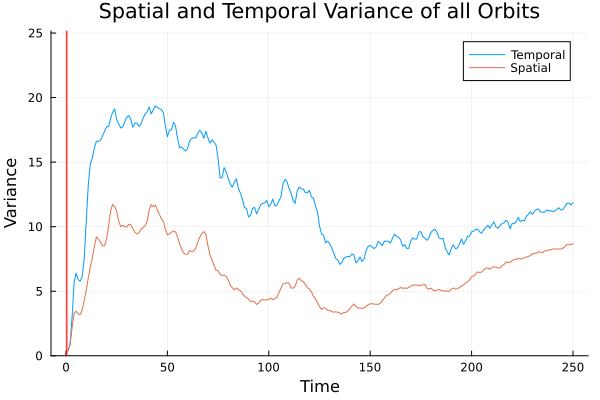 Spatial and Temporal Variance of all Orbits
25
20
15
10
5
0
Variance
Temporal
Spatial
0 50 100 150 200 250
Time